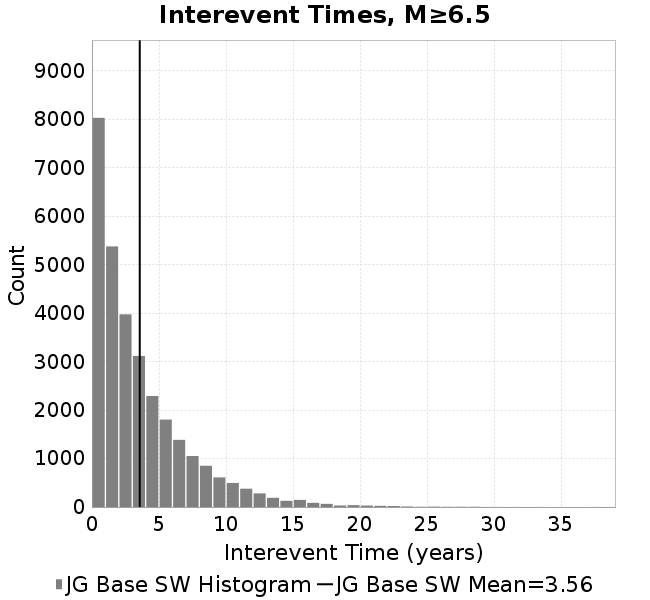 Interevent Times, M≥6.5
9000
8000
7000
6000
5000
4000
3000
2000
1000
0
Count
0 5 10 15 20 25 30 35
Interevent Time (years)
JG Base SW Histogram JG Base SW Mean=3.56